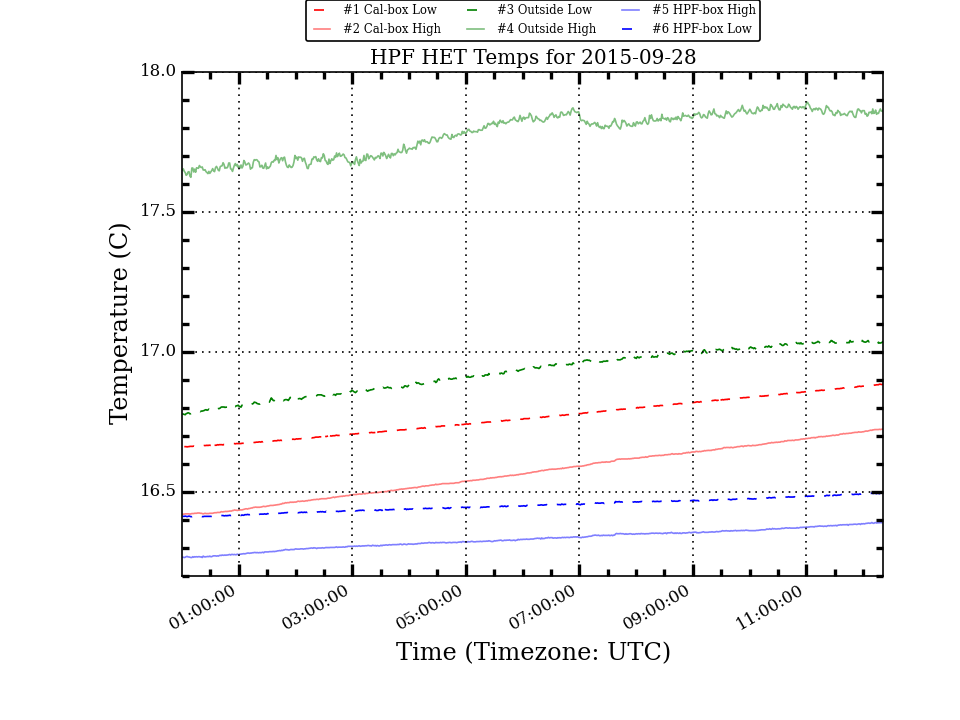 #1 Cal-box Low #3 Outside Low #5 HPF-box High
#2 Cal-box High #4 Outside High #6 HPF-box Low
HPF HET Temps for 2015-09-28
18.0
17.5
17.0
16.5
Temperature (C)
01:00:00 03:00:00 05:00:00 07:00:00 09:00:00 11:00:00
Time (Timezone: UTC)